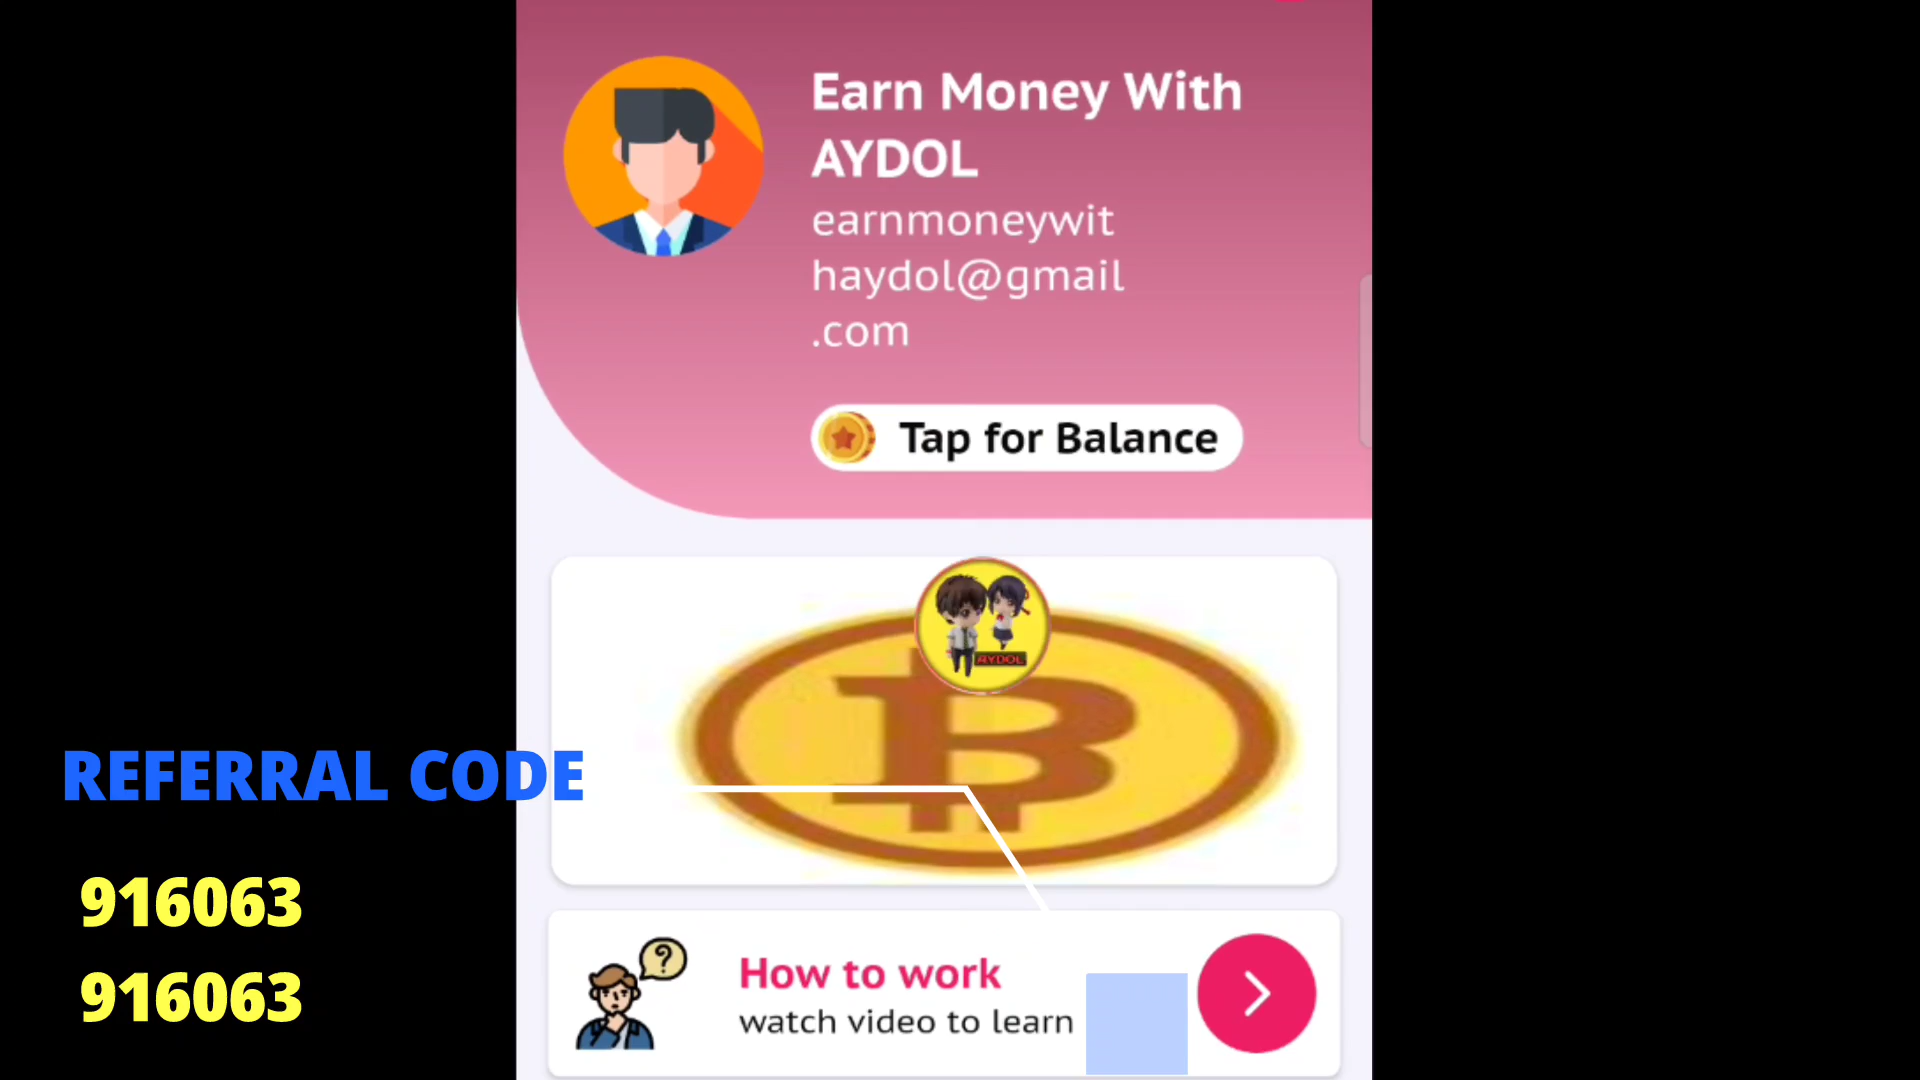 Earn Money With
AYDOL
earnmoneywit
haydol@gmail
.com
Tap for Balance
AYDOL
REFERRAL CODE
916063
916063
How to work
watch video to learn